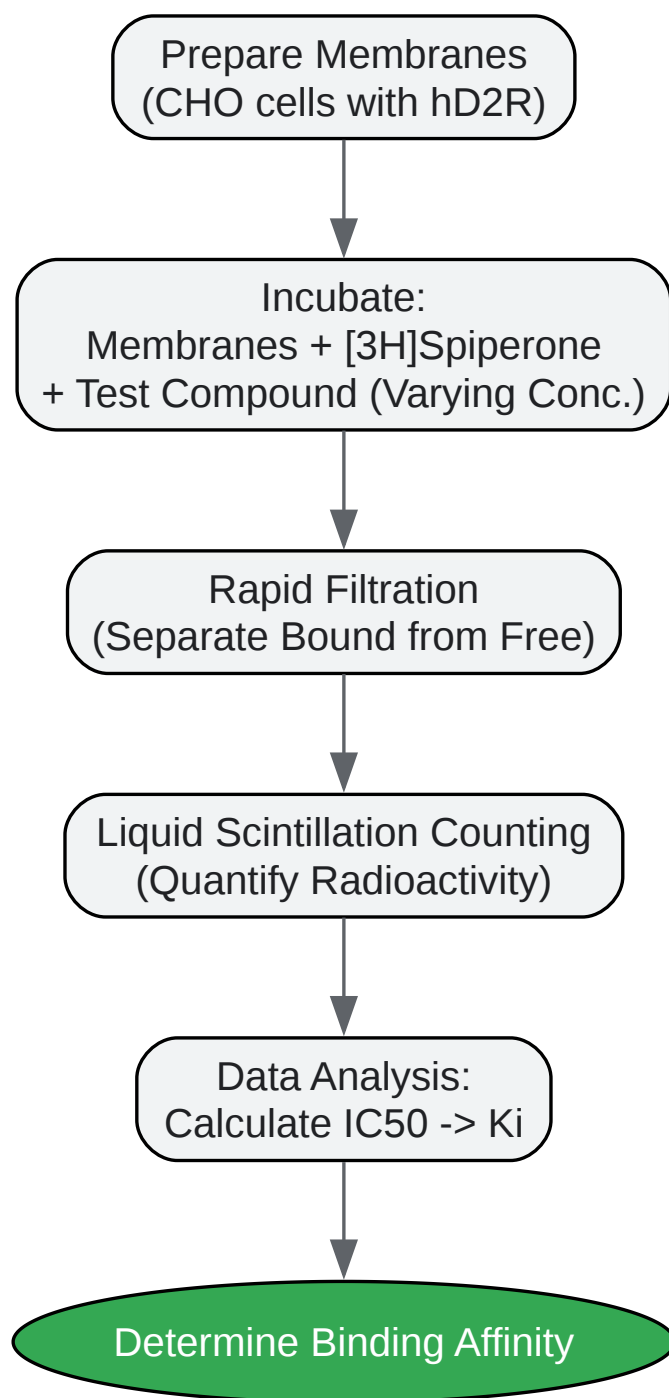 Prepare Membranes
(CHO cells with hD2R)
Incubate:
Membranes + [3H]Spiperone
+ Test Compound (Varying Conc.)
Rapid Filtration
(Separate Bound from Free)
Liquid Scintillation Counting
(Quantify Radioactivity)
Data Analysis:
Calculate IC50 -> Ki
Determine Binding Affinity